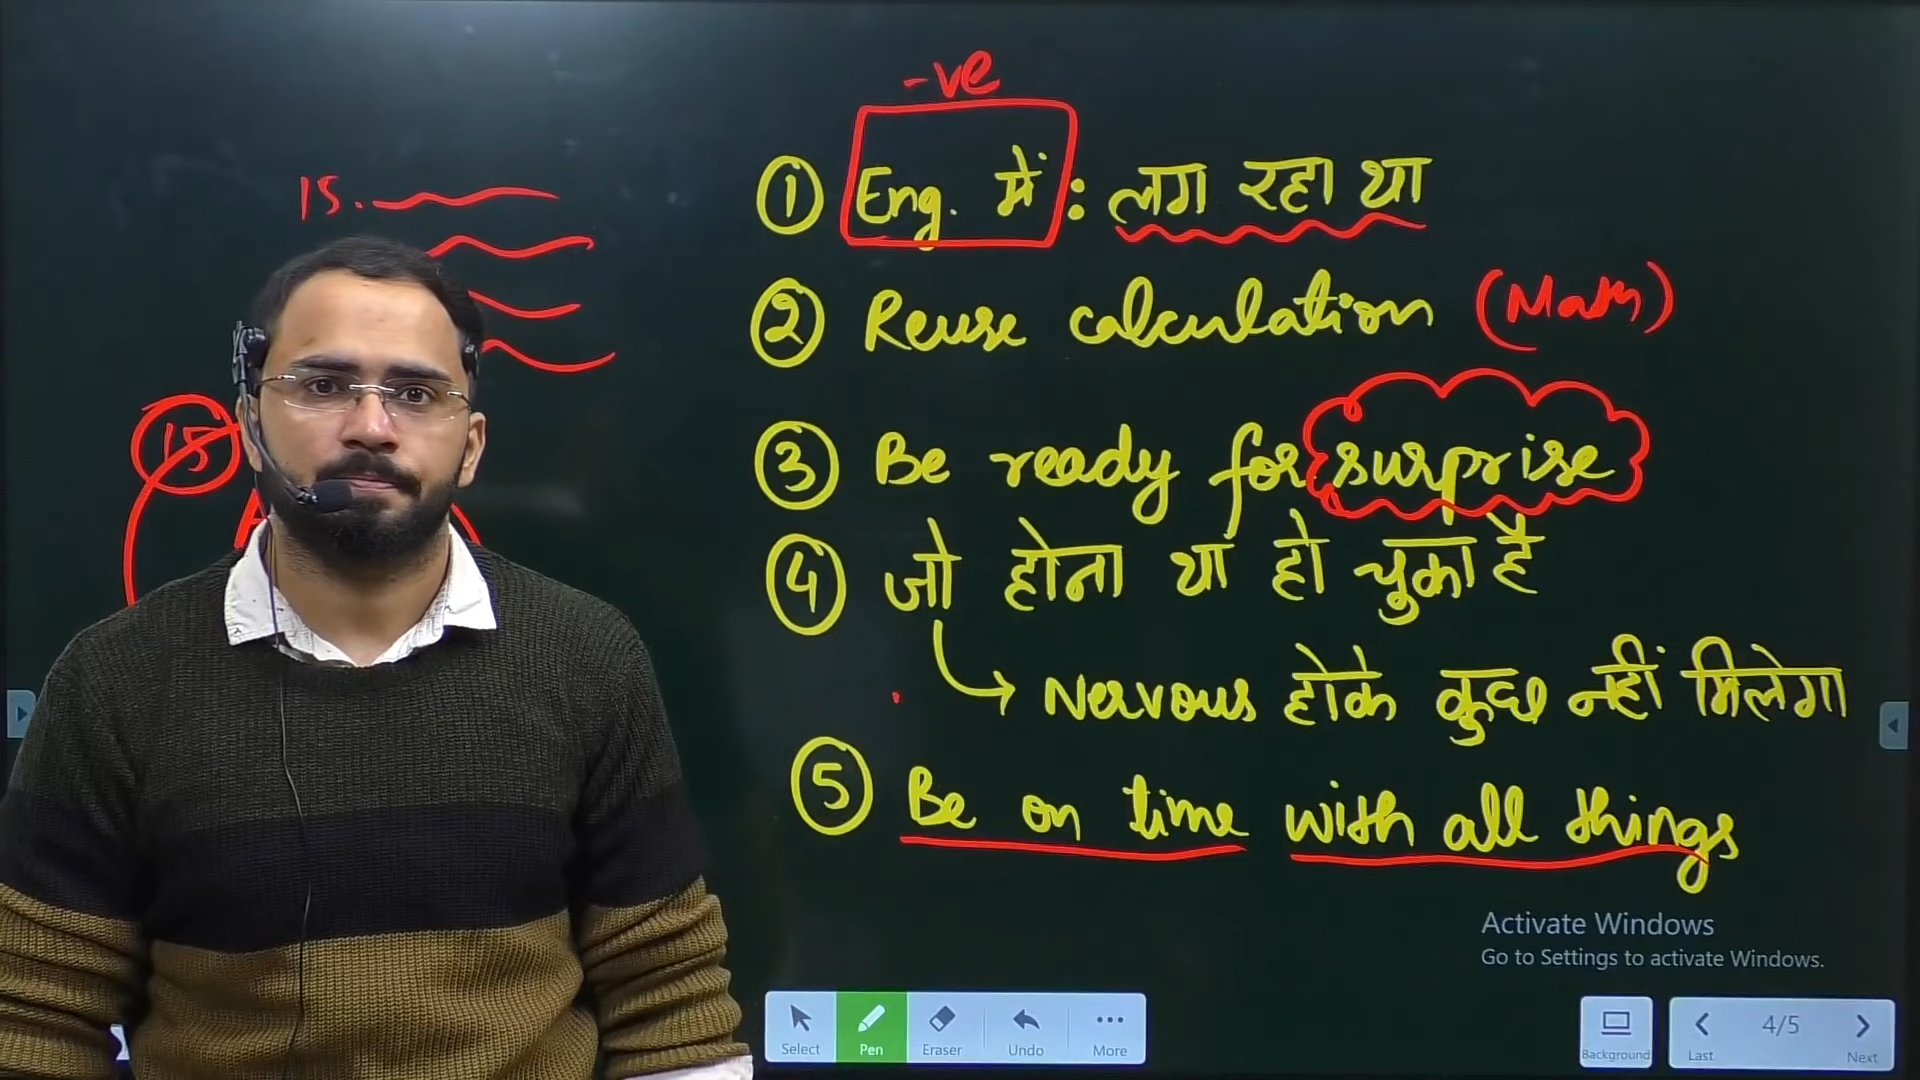 -ve
① Eng. में : लग रहा था
15.
② Reuse calculation (Math)
③ Be ready for surprise
15
④ जो होना था हो चुका है
→ Nervous होके कुछ नहीं मिलेगा
⑤ Be on time with all things
Activate Windows
Go to Settings to activate Windows.
Select Pen Eraser Undo More
Background
4/5
Last Next